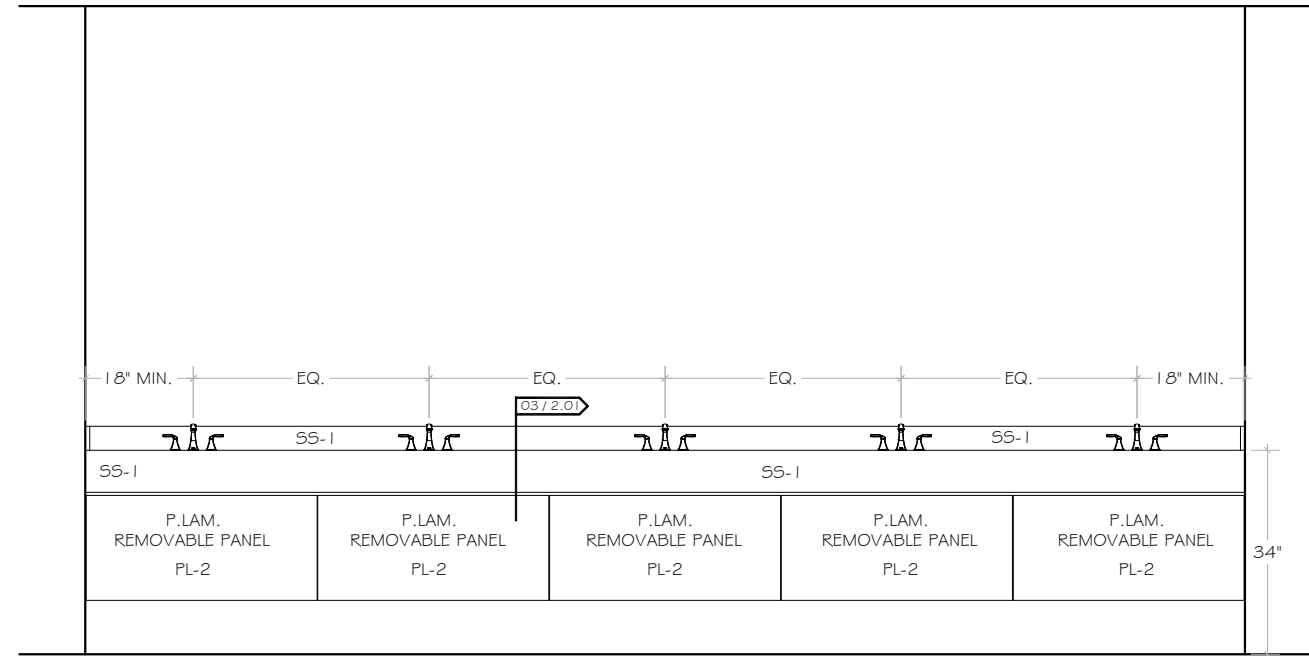 18" MIN.
EQ.
EQ.
EQ.
EQ.
18" MIN.
03 / 2.01
SS-1
SS-1
SS-1
SS-1
P.LAM.
REMOVABLE PANEL
PL-2
P.LAM.
REMOVABLE PANEL
PL-2
P.LAM.
REMOVABLE PANEL
PL-2
P.LAM.
REMOVABLE PANEL
PL-2
P.LAM.
REMOVABLE PANEL
PL-2
34"